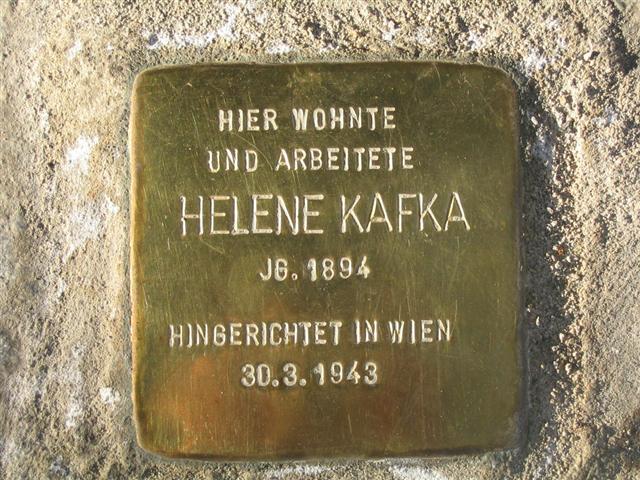 HIER WOHNTE
UND ARBEITETE
HELENE KAFKA
JG. 1894
HINGERICHTET IN WIEN
30.3.1943